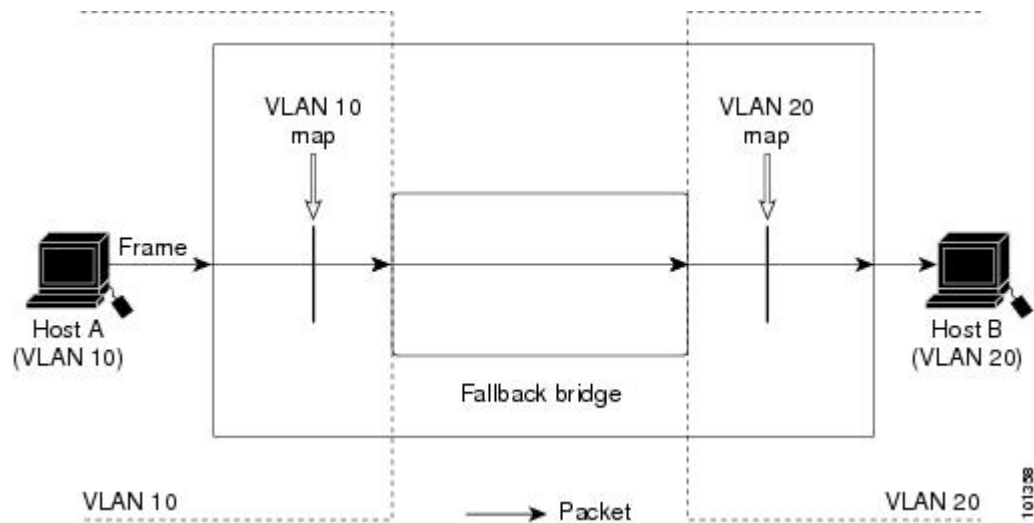 VLAN 10
map
VLAN 20
map
Frame
Host A
(VLAN 10)
Host B
(VLAN 20)
Fallback bridge
VLAN 10
Packet
VLAN 20
101358